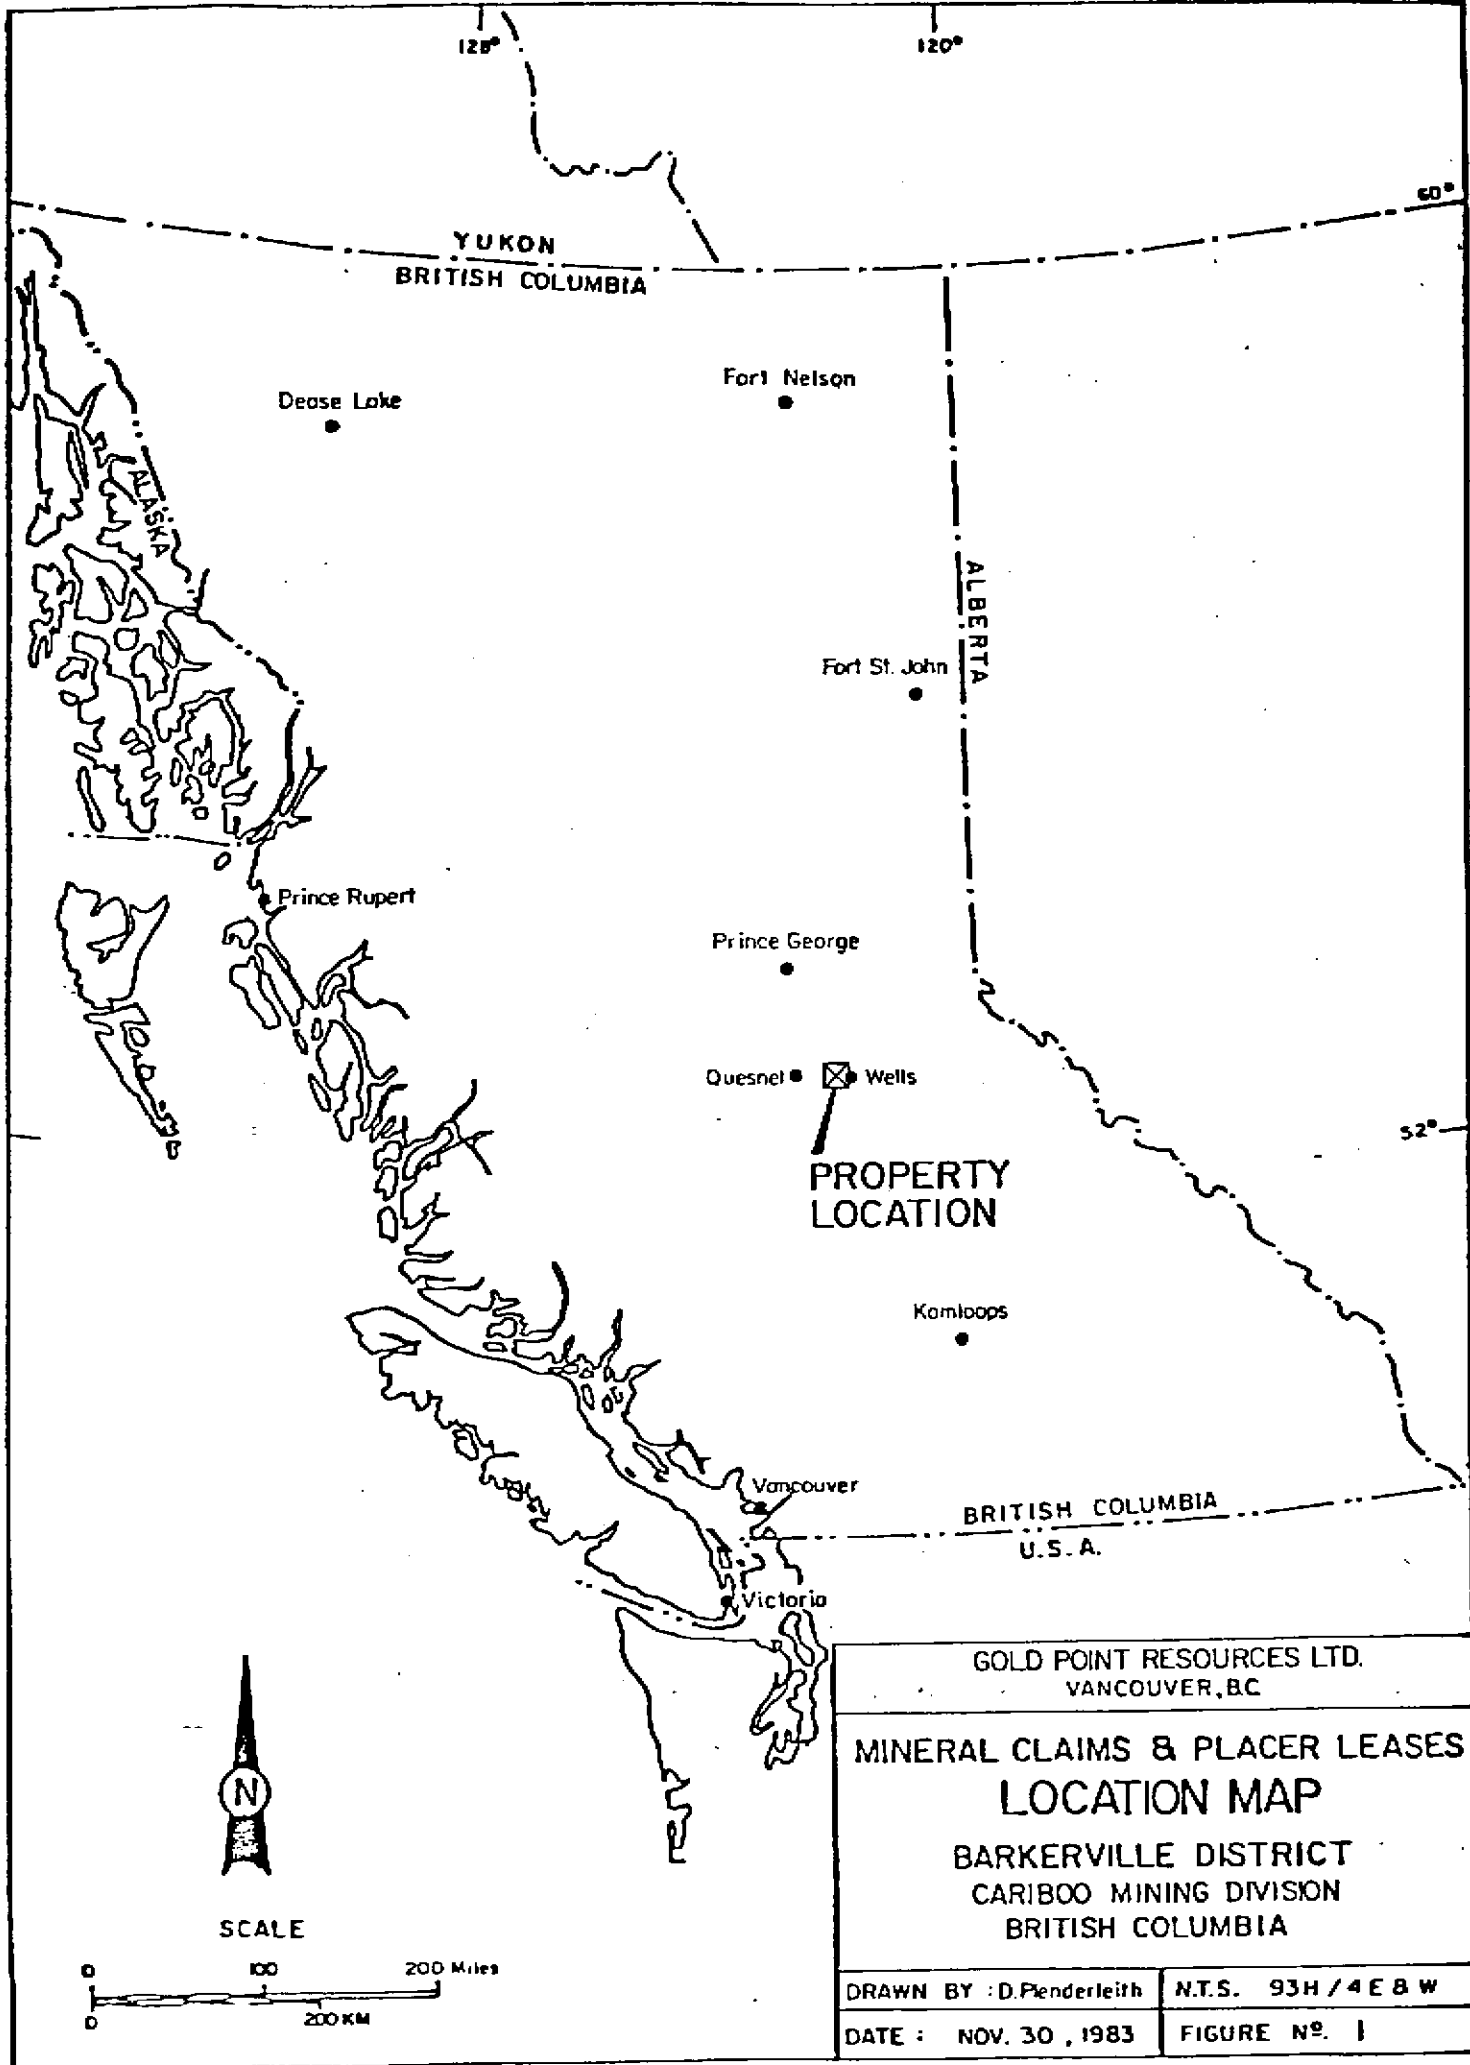 128°
120°
60°
YUKON
BRITISH COLUMBIA
Fort Nelson
Dease Lake
ALASKA
ALBERTA
Fort St. John
Prince Rupert
Prince George
Quesnel
Wells
52°
PROPERTY
LOCATION
Kamloops
Vancouver
BRITISH COLUMBIA
U.S.A.
Victoria
GOLD POINT RESOURCES LTD.
VANCOUVER, B.C
MINERAL CLAIMS & PLACER LEASES
LOCATION MAP
BARKERVILLE DISTRICT
CARIBOO MINING DIVISION
BRITISH COLUMBIA
DRAWN BY : D. Plenderleith
N.T.S. 93H / 4 E & W
DATE : NOV. 30 , 1983
FIGURE Nº. 1
N
SCALE
0 100 200 Miles
0 200 KM